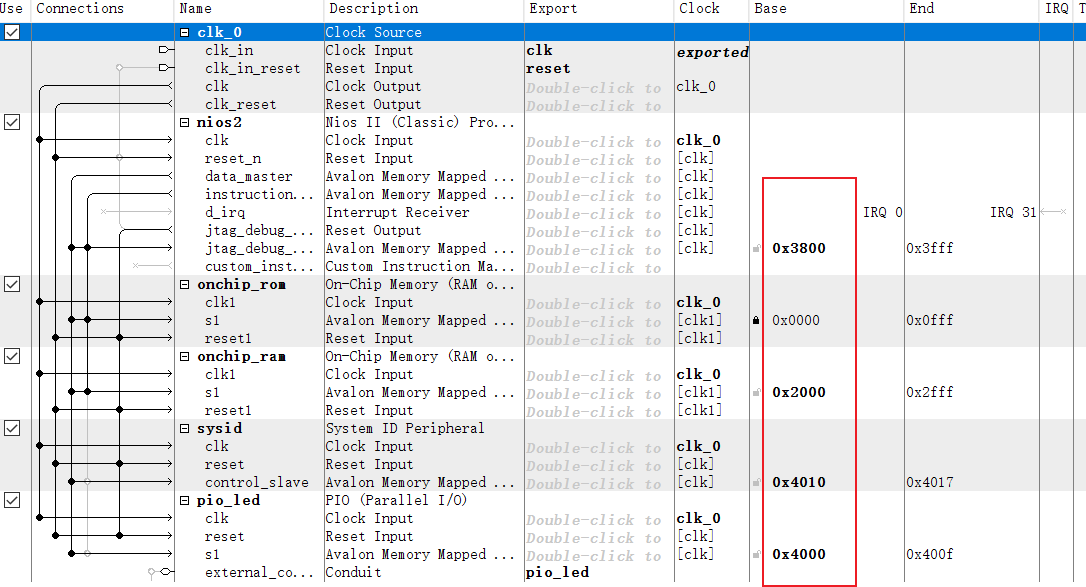 Use Connections Name Description Export Clock Base End IRQ T
clk_0 Clock Source
clk_in Clock Input clk exported
clk_in_reset Reset Input reset
clk Clock Output Double-click to clk_0
clk_reset Reset Output Double-click to
nios2 Nios II (Classic) Pro...
clk Clock Input Double-click to clk_0
reset_n Reset Input Double-click to [clk]
data_master Avalon Memory Mapped ... Double-click to [clk]
instruction... Avalon Memory Mapped ... Double-click to [clk]
d_irq Interrupt Receiver Double-click to [clk] IRQ 0 IRQ 31
jtag_debug_... Reset Output Double-click to [clk]
jtag_debug_... Avalon Memory Mapped ... Double-click to [clk] 0x3800 0x3fff
custom_inst... Custom Instruction Ma... Double-click to
onchip_rom On-Chip Memory (RAM o...
clk1 Clock Input Double-click to clk_0
s1 Avalon Memory Mapped ... Double-click to [clk1] 0x0000 0x0fff
reset1 Reset Input Double-click to [clk1]
onchip_ram On-Chip Memory (RAM o...
clk1 Clock Input Double-click to clk_0
s1 Avalon Memory Mapped ... Double-click to [clk1] 0x2000 0x2fff
reset1 Reset Input Double-click to [clk1]
sysid System ID Peripheral
clk Clock Input Double-click to clk_0
reset Reset Input Double-click to [clk]
control_slave Avalon Memory Mapped ... Double-click to [clk] 0x4010 0x4017
pio_led PIO (Parallel I/O)
clk Clock Input Double-click to clk_0
reset Reset Input Double-click to [clk]
s1 Avalon Memory Mapped ... Double-click to [clk] 0x4000 0x400f
external_co... Conduit pio_led